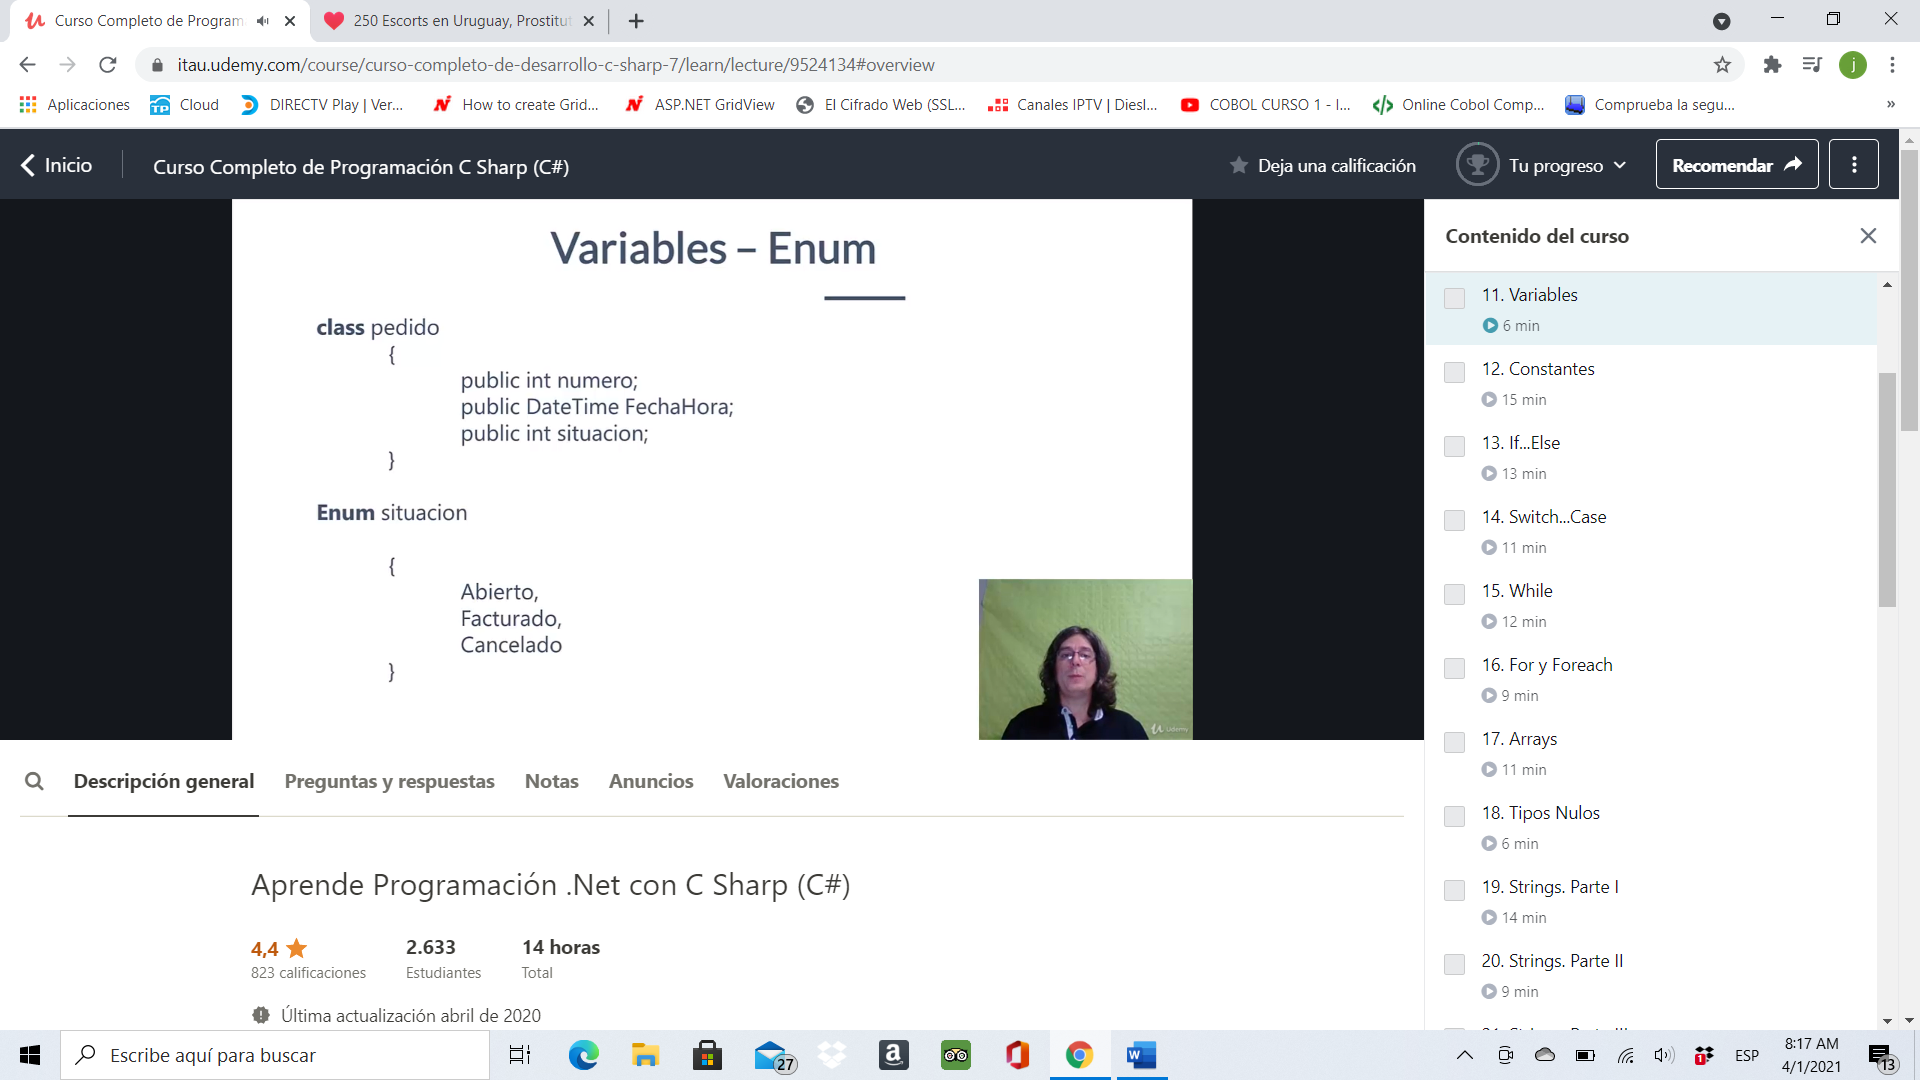 Curso Completo de Program
250 Escorts en Uruguay, Prostitut
itau.udemy.com/course/curso-completo-de-desarrollo-c-sharp-7/learn/lecture/9524134#overview
j
Aplicaciones
Cloud
DIRECTV Play | Ver...
How to create Grid...
ASP.NET GridView
El Cifrado Web (SSL...
Canales IPTV | Diesl...
COBOL CURSO 1 - I...
Online Cobol Comp...
Comprueba la segu...
»
Inicio
Curso Completo de Programación C Sharp (C#)
Deja una calificación
Tu progreso
Recomendar
Variables – Enum
class pedido
{
public int numero;
public DateTime FechaHora;
public int situacion;
}
Enum situacion
{
Abierto,
Facturado,
Cancelado
}
Udemy
Contenido del curso
11. Variables
6 min
12. Constantes
15 min
13. If...Else
13 min
14. Switch...Case
11 min
15. While
12 min
16. For y Foreach
9 min
17. Arrays
11 min
18. Tipos Nulos
6 min
19. Strings. Parte I
14 min
20. Strings. Parte II
9 min
Descripción general
Preguntas y respuestas
Notas
Anuncios
Valoraciones
Aprende Programación .Net con C Sharp (C#)
4,4
823 calificaciones
2.633
Estudiantes
14 horas
Total
Última actualización abril de 2020
Escribe aquí para buscar
27
ESP
8:17 AM
4/1/2021
13